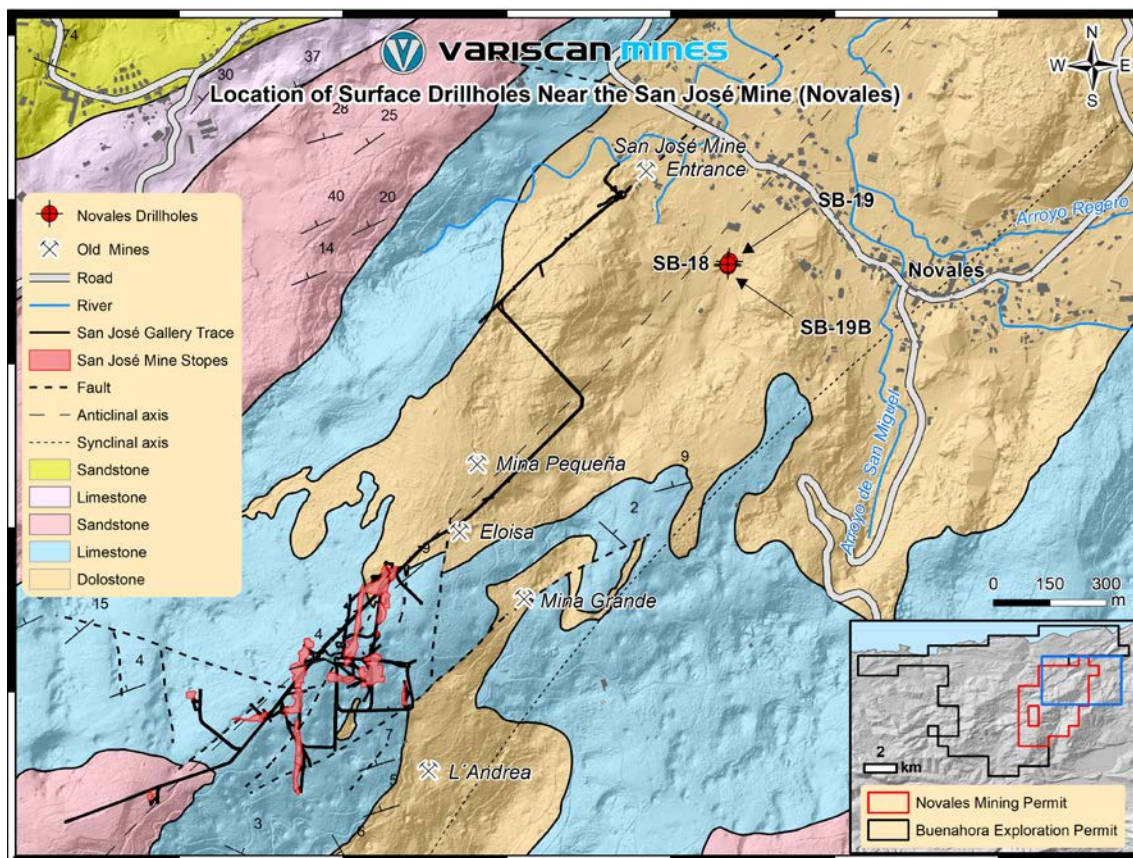 VARISCAN MINES
Location of Surface Drillholes Near the San José Mine (Novales)
N
W E
S
4
37
30
28
25
40
20
14
San José Mine
Entrance
SB-19
SB-18
SB-19B
Novales
Arroyo Regero
Arroyo de San Miguel
Novales Drillholes
Old Mines
Road
River
San José Gallery Trace
San José Mine Stopes
Fault
Anticlinal axis
Synclinal axis
Sandstone
Limestone
Sandstone
Limestone
Dolostone
Mina Pequeña
9
2
Eloisa
9
Mina Grande
15
4
4
7
5
L'Andrea
3
6
0 150 300
m
2
km
Novales Mining Permit
Buenahora Exploration Permit